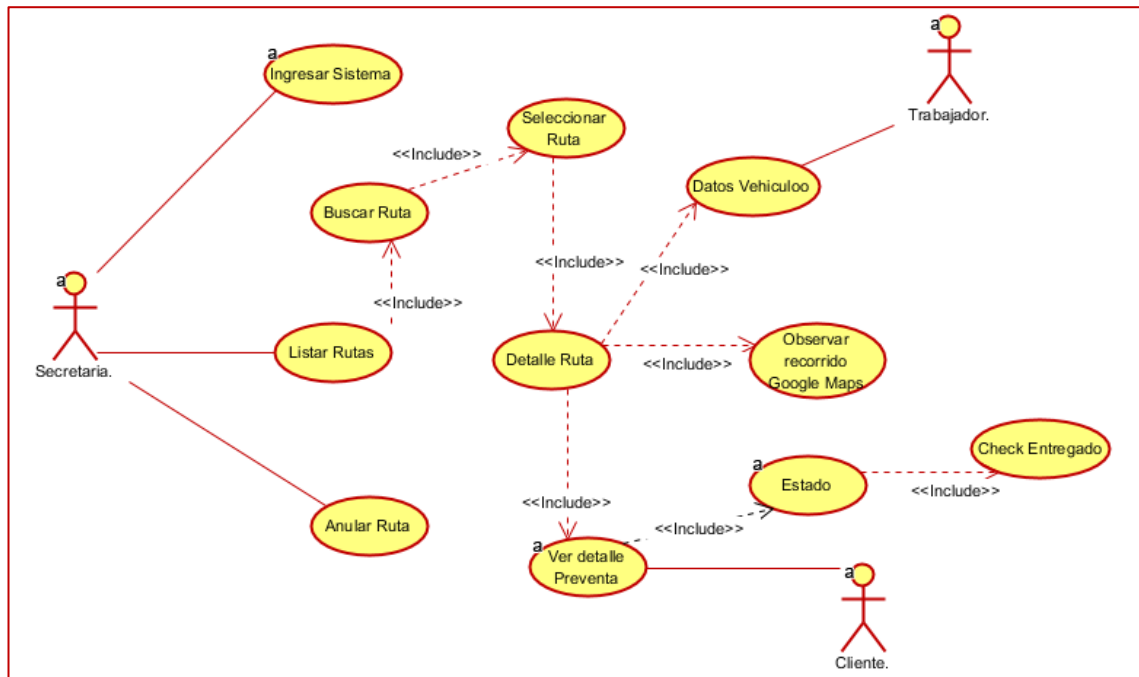 a
a
Ingresar Sistema
Trabajador.
Seleccionar
Ruta
<<Include>>
Datos Vehiculoo
Buscar Ruta
<<Include>>
<<Include>>
a
<<Include>>
Secretaria.
Listar Rutas
Detalle Ruta
<<Include>>
Observar
recorrido
Google Maps
Check Entregado
a
Estado
<<Include>>
<<Include>>
<<Include>>
Anular Ruta
a
Ver detalle
Preventa
a
Cliente.